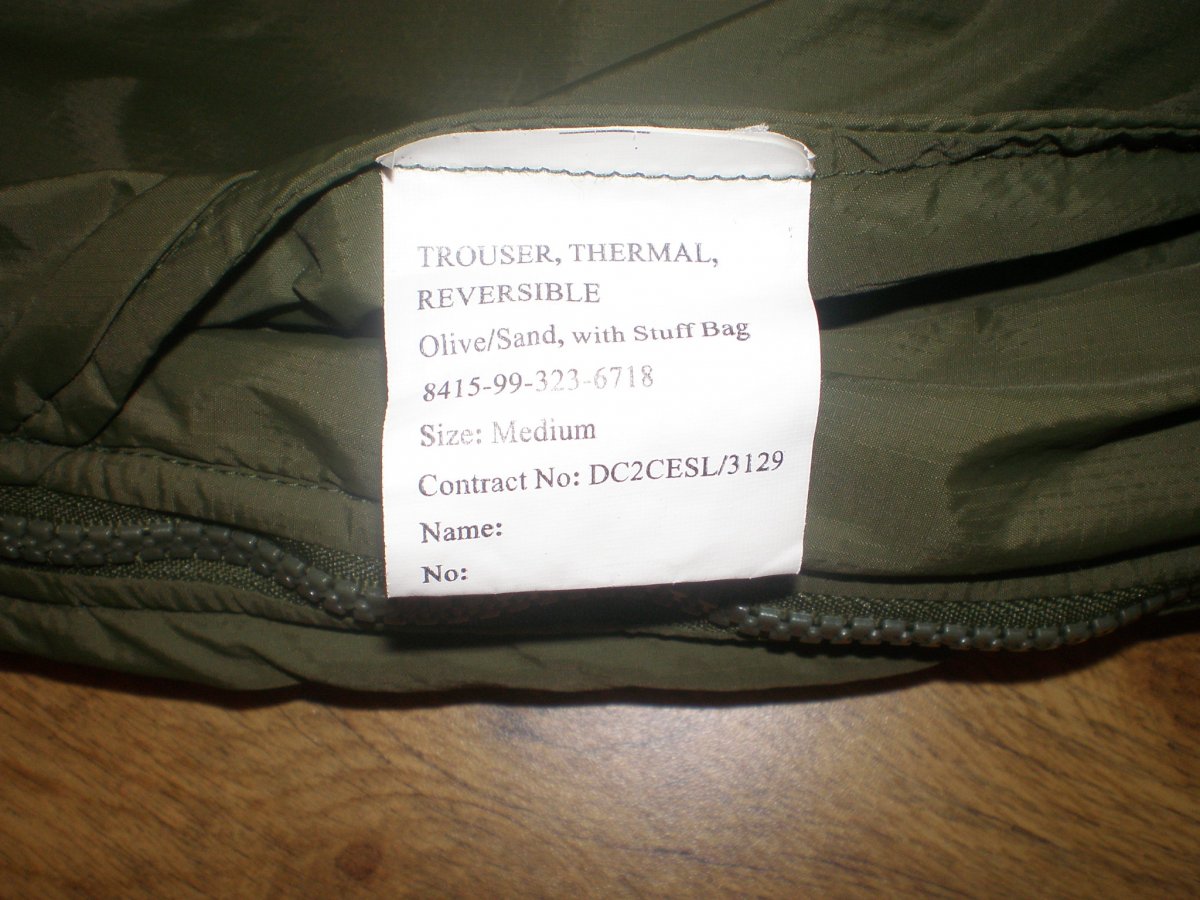 TROUSER, THERMAL,
REVERSIBLE
Olive/Sand, with Stuff Bag
8415-99-323-6718
Size: Medium
Contract No: DC2CESL/3129
Name:
No: